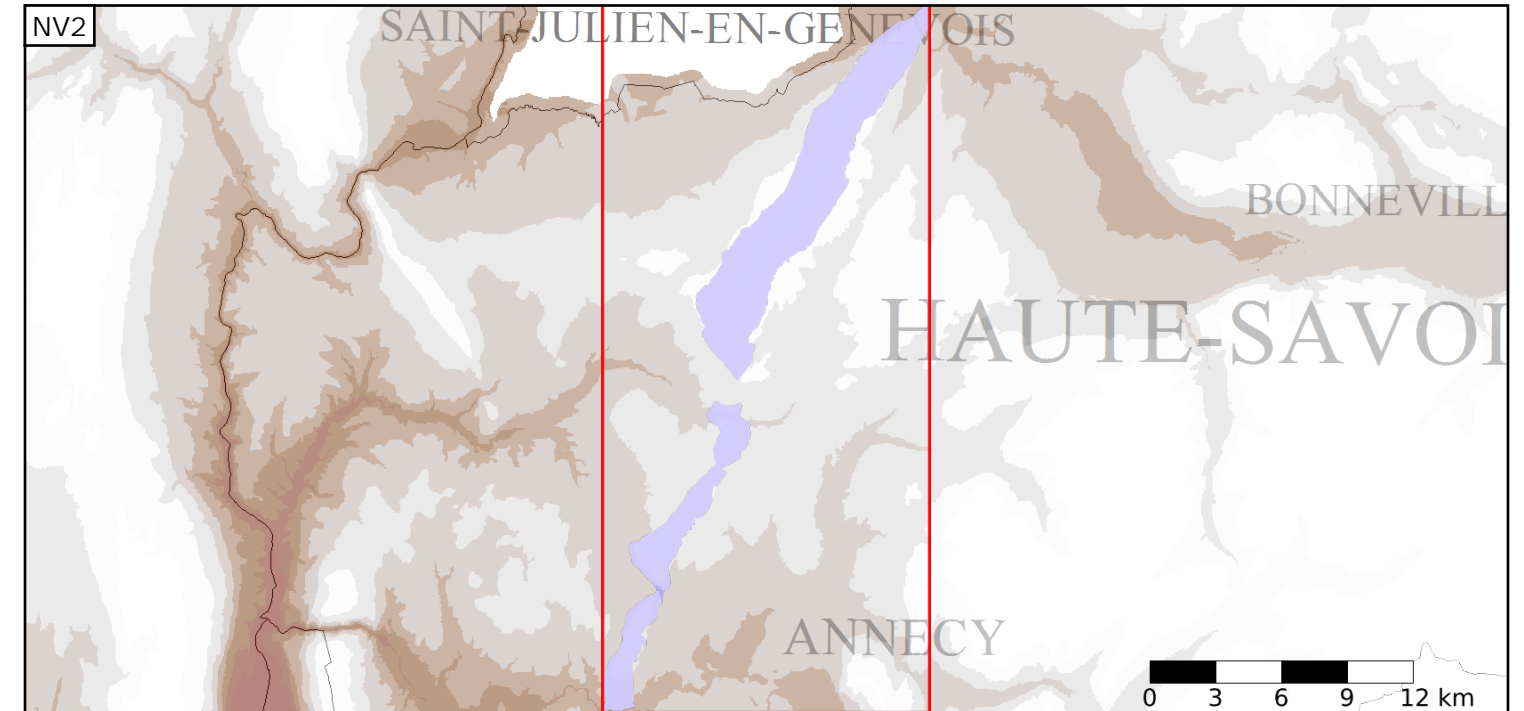 NV2
SAINT-JULIEN-EN-GENEVOIS
BONNEVILL
HAUTE-SAVOI
ANNECY
0 3 6 9 12 km